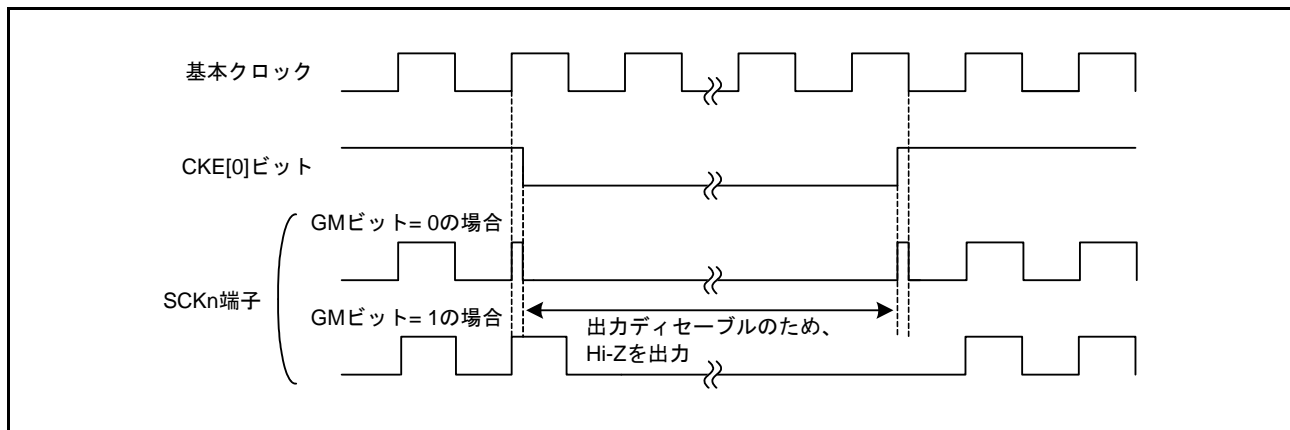 基本クロック
CKE[0]ビット
GMビット= 0の場合
SCKn端子
GMビット= 1の場合
出力ディセーブルのため、
Hi-Zを出力